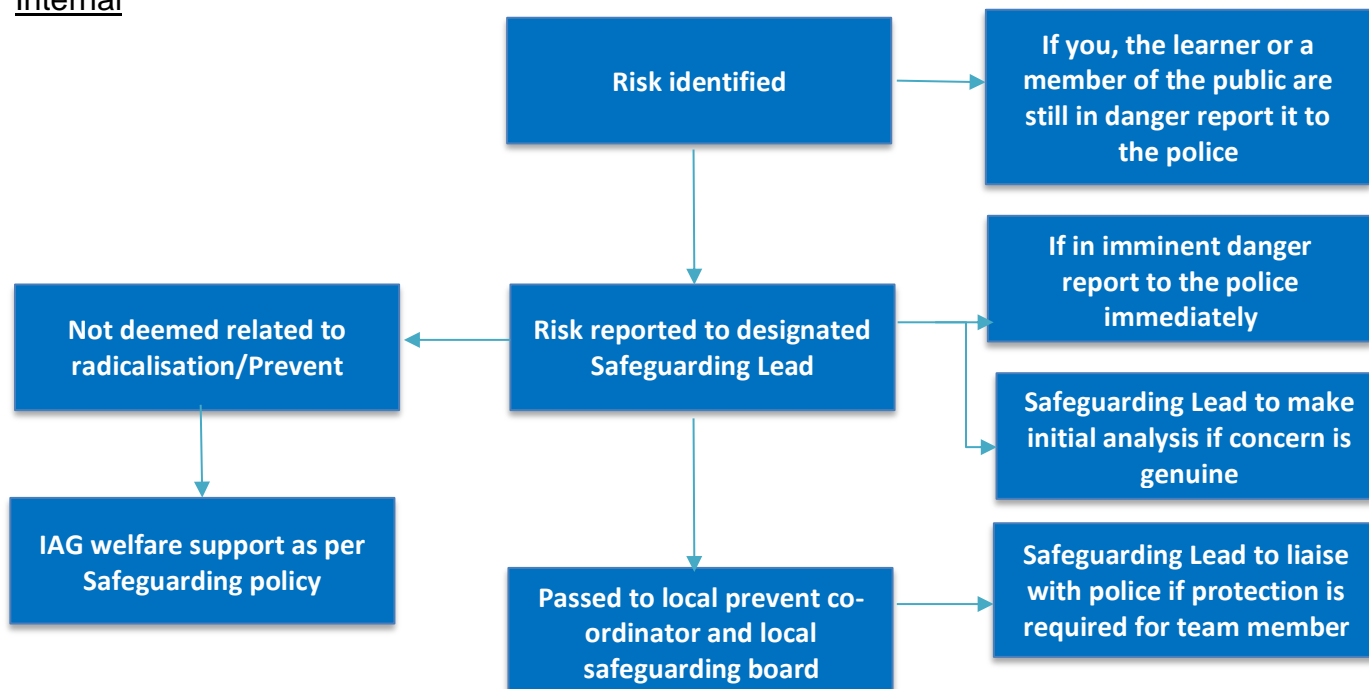 Internal
Risk identified
If you, the learner or a
member of the public are
still in danger report it to
the police
If in imminent danger
report to the police
immediately
Not deemed related to
radicalisation/Prevent
Risk reported to designated
Safeguarding Lead
Safeguarding Lead to make
initial analysis if concern is
genuine
IAG welfare support as per
Safeguarding policy
Passed to local prevent co-
ordinator and local
safeguarding board
Safeguarding Lead to liaise
with police if protection is
required for team member